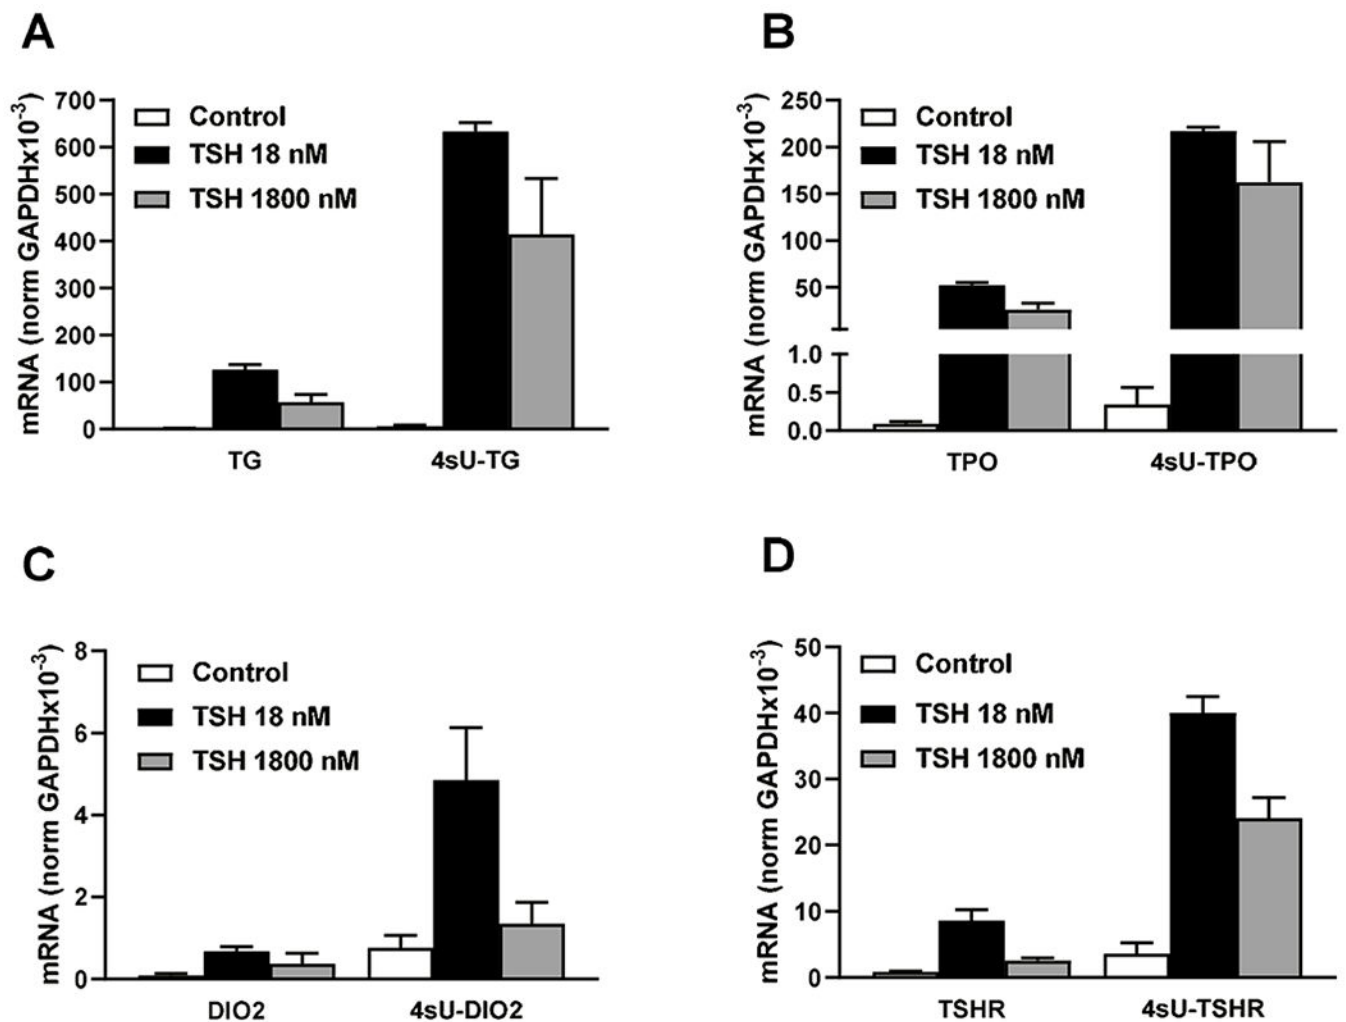 A
mRNA (norm GAPDHx10-3)
700
600
500
400
300
200
100
0
Control
TSH 18 nM
TSH 1800 nM
TG
4sU-TG
B
mRNA (norm GAPDHx10-3)
250
200
150
100
50
1.0
0.5
0.0
Control
TSH 18 nM
TSH 1800 nM
TPO
4sU-TPO
C
mRNA (norm GAPDHx10-3)
8
6
4
2
0
Control
TSH 18 nM
TSH 1800 nM
DIO2
4sU-DIO2
D
mRNA (norm GAPDHx10-3)
50
40
30
20
10
0
Control
TSH 18 nM
TSH 1800 nM
TSHR
4sU-TSHR